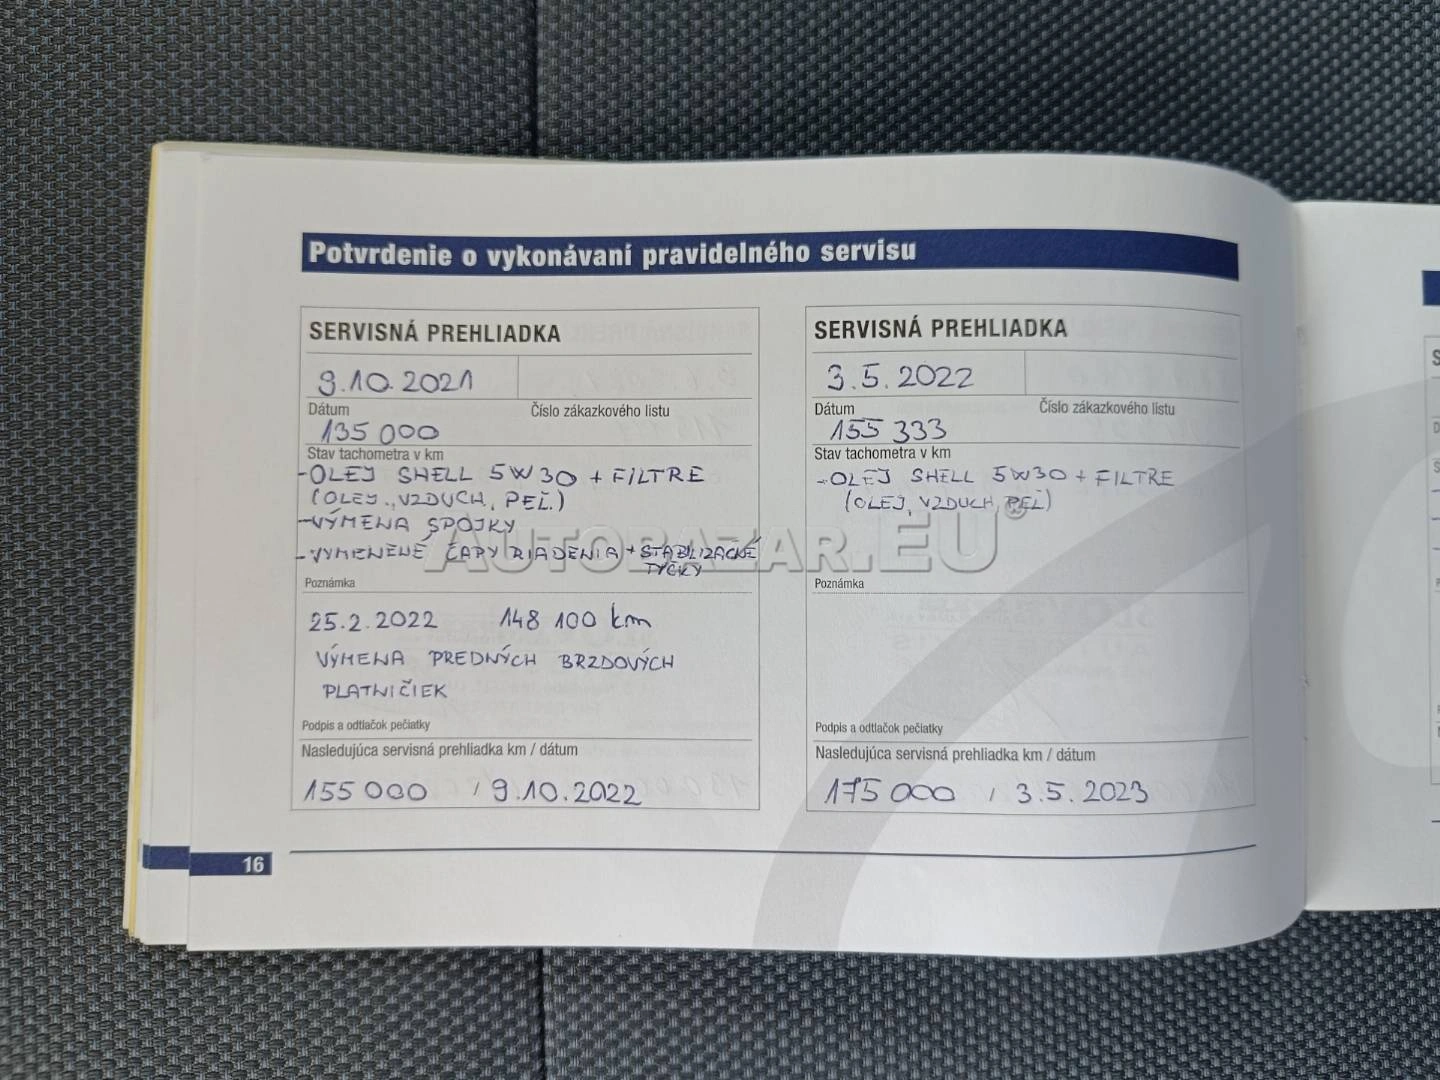 Potvrdenie o vykonávaní pravidelného servisu
SERVISNÁ PREHLIADKA
9.10.2021
Dátum
Číslo zákazkového listu
135 000
Stav tachometra v km
-OLEJ SHELL 5W30 + FILTRE
(OLEJ, VZDUCH, PEĽ.)
-VÝMENA SPOJKY
-VYMENENÉ ČAPY RIADENIA + STABILIZAČNÉ
TYČKY
Poznámka
25.2.2022 148 100 km
VÝMENA PREDNÝCH BRZDOVÝCH
PLATNIČIEK
Podpis a odtlačok pečiatky
Nasledujúca servisná prehliadka km / dátum
155 000 / 9.10.2022
SERVISNÁ PREHLIADKA
3.5.2022
Dátum
Číslo zákazkového listu
155 333
Stav tachometra v km
-OLEJ SHELL 5W30 + FILTRE
(OLEJ, VZDUCH, PEĽ)
Poznámka
Podpis a odtlačok pečiatky
Nasledujúca servisná prehliadka km / dátum
175 000 / 3.5.2023
16
AUTOBAZAR.EU®